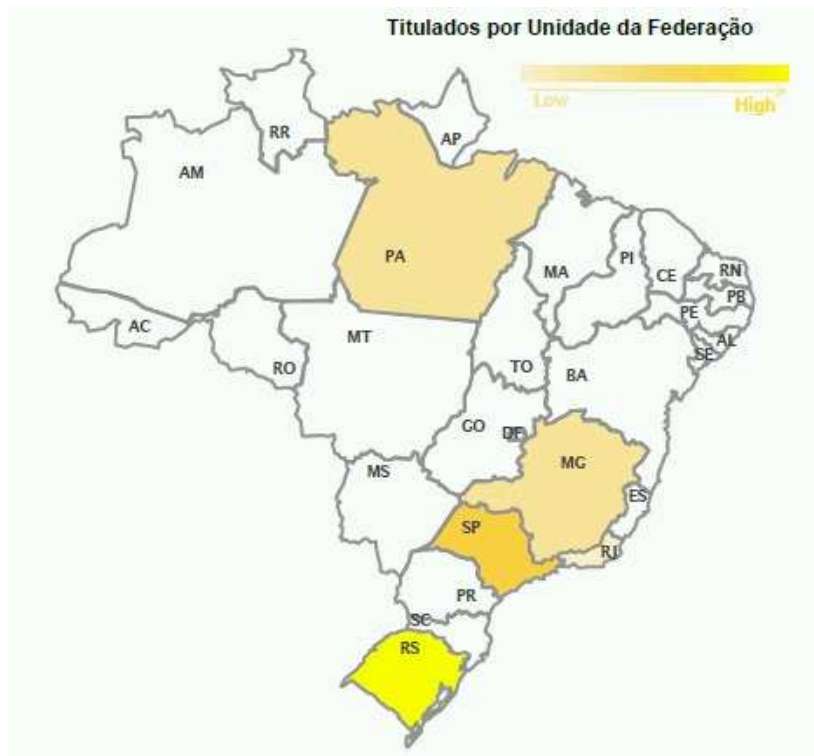 Titulados por Unidade da Federação
Low
High
RR
AP
AM
PA
MA
PI
CE
RN
PB
PE
AL
SE
AC
RO
MT
TO
BA
GO
DF
MS
MG
ES
SP
RJ
PR
SC
RS